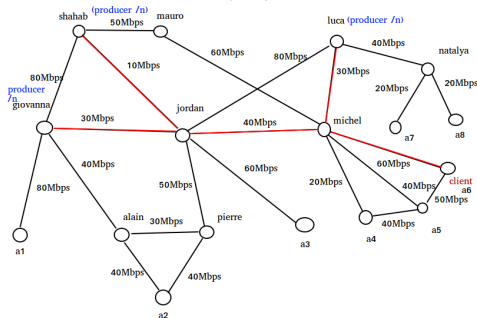 (producer /n)
shahab
mauro
50Mbps
luca (producer /n)
40Mbps
natalya
60Mbps
80Mbps
10Mbps
30Mbps
80Mbps
20Mbps
20Mbps
producer
/n
giovanna
jordan
30Mbps
40Mbps
michel
a7
a8
40Mbps
60Mbps
60Mbps
client
a6
80Mbps
50Mbps
20Mbps
40Mbps
50Mbps
alain
30Mbps
pierre
a3
a4
40Mbps
a5
a1
40Mbps
40Mbps
a2